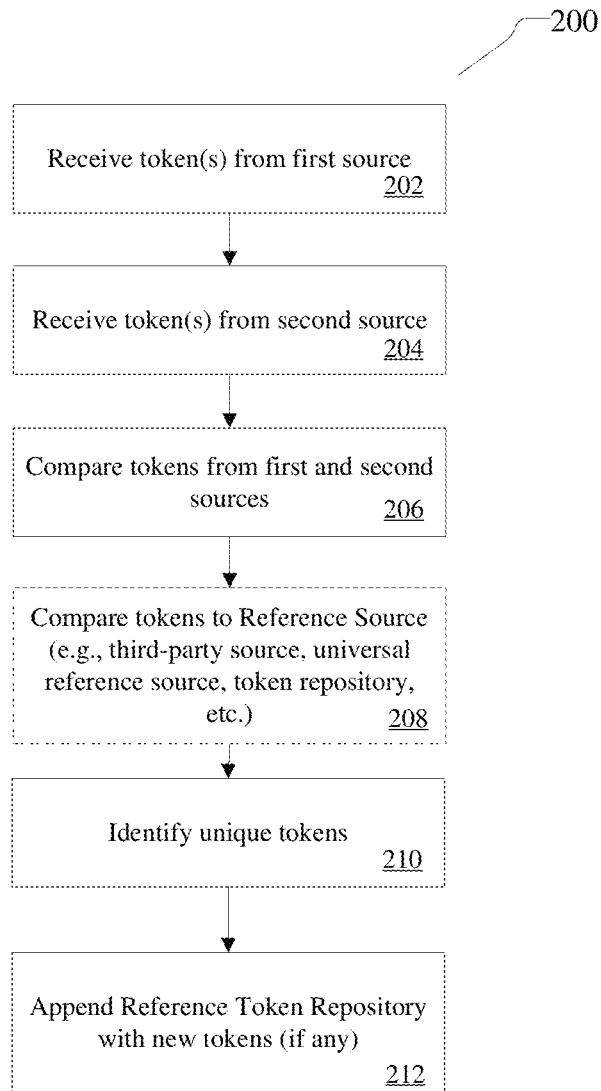 200
Receive token(s) from first source
202
Receive token(s) from second source
204
Compare tokens from first and second
sources
206
Compare tokens to Reference Source
(e.g., third-party source, universal
reference source, token repository,
etc.)
208
Identify unique tokens
210
Append Reference Token Repository
with new tokens (if any)
212